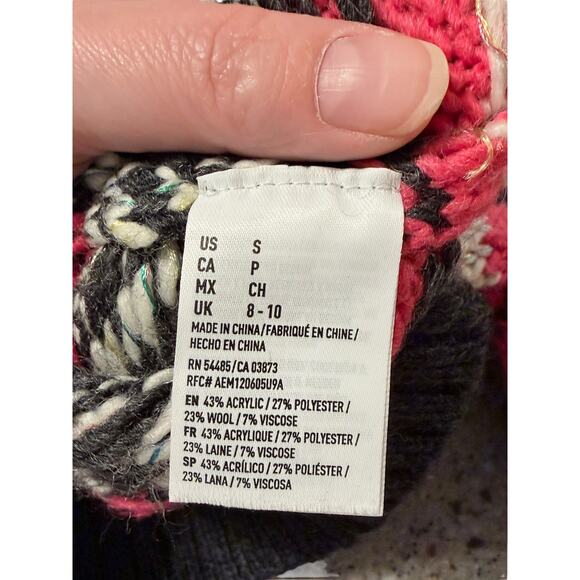 US S
CA P
MX CH
UK 8 - 10
MADE IN CHINA/FABRIQUÉ EN CHINE/
HECHO EN CHINA
RN 54485/CA 03873
RFC# AEM120605U9A
EN 43% ACRYLIC / 27% POLYESTER /
23% WOOL / 7% VISCOSE
FR 43% ACRYLIQUE / 27% POLYESTER /
23% LAINE / 7% VISCOSE
SP 43% ACRÍLICO / 27% POLIÉSTER /
23% LANA / 7% VISCOSA